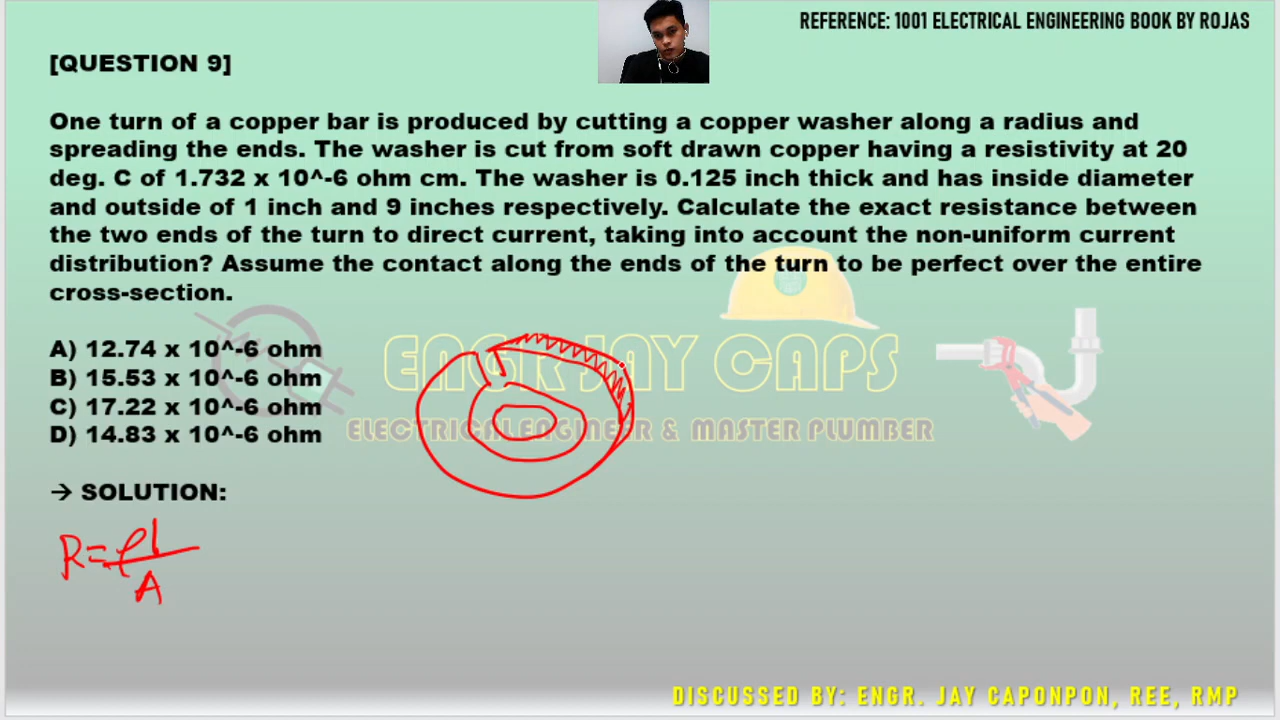 REFERENCE: 1001 ELECTRICAL ENGINEERING BOOK BY ROJAS
[QUESTION 9]
One turn of a copper bar is produced by cutting a copper washer along a radius and
spreading the ends. The washer is cut from soft drawn copper having a resistivity at 20
deg. C of 1.732 x 10^-6 ohm cm. The washer is 0.125 inch thick and has inside diameter
and outside of 1 inch and 9 inches respectively. Calculate the exact resistance between
the two ends of the turn to direct current, taking into account the non-uniform current
distribution? Assume the contact along the ends of the turn to be perfect over the entire
cross-section.
A) 12.74 x 10^-6 ohm
B) 15.53 x 10^-6 ohm
C) 17.22 x 10^-6 ohm
D) 14.83 x 10^-6 ohm
ENGR JAY CAPS
ELECTRICAL ENGINEER & MASTER PLUMBER
→ SOLUTION:
R=ρl
A
DISCUSSED BY: ENGR. JAY CAPONPON, REE, RMP